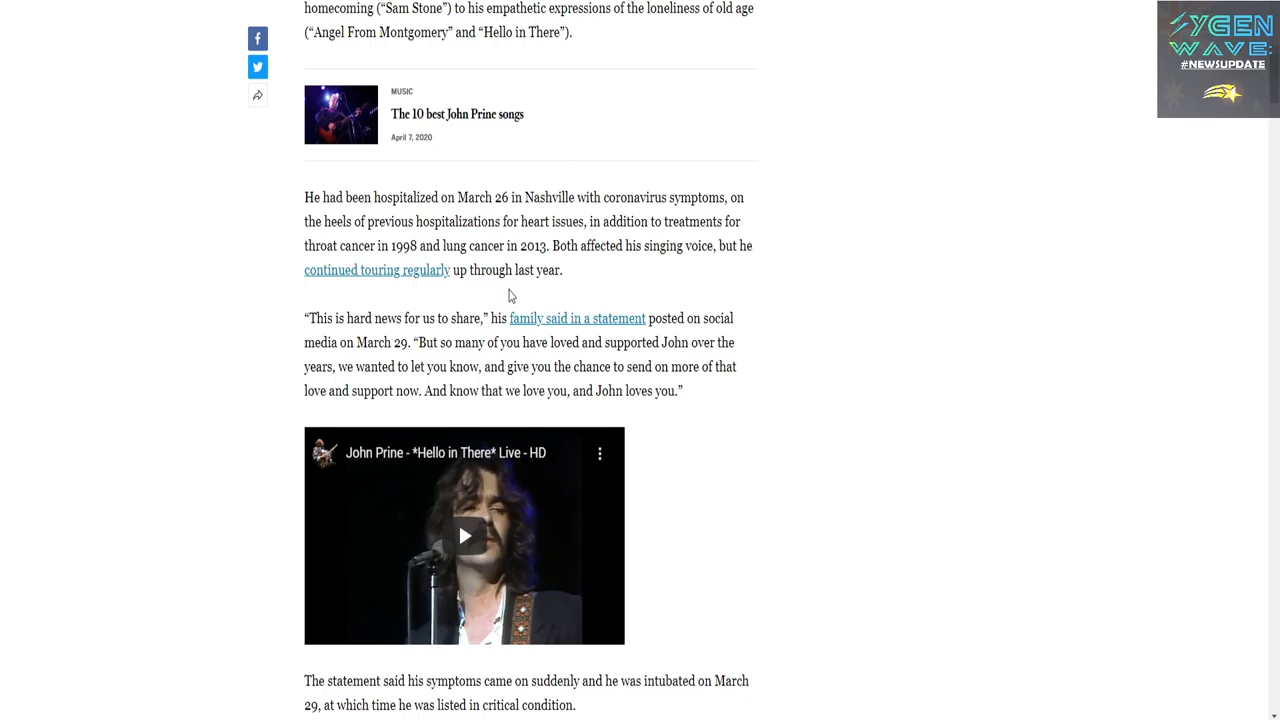 homecoming (“Sam Stone”) to his empathetic expressions of the loneliness of old age
(“Angel From Montgomery” and “Hello in There”).
MUSIC
The 10 best John Prine songs
April 7, 2020
He had been hospitalized on March 26 in Nashville with coronavirus symptoms, on
the heels of previous hospitalizations for heart issues, in addition to treatments for
throat cancer in 1998 and lung cancer in 2013. Both affected his singing voice, but he
continued touring regularly up through last year.
“This is hard news for us to share,” his family said in a statement posted on social
media on March 29. “But so many of you have loved and supported John over the
years, we wanted to let you know, and give you the chance to send on more of that
love and support now. And know that we love you, and John loves you.”
John Prine - *Hello in There* Live - HD
The statement said his symptoms came on suddenly and he was intubated on March
29, at which time he was listed in critical condition.
WAVE
#NEWSUPDATE